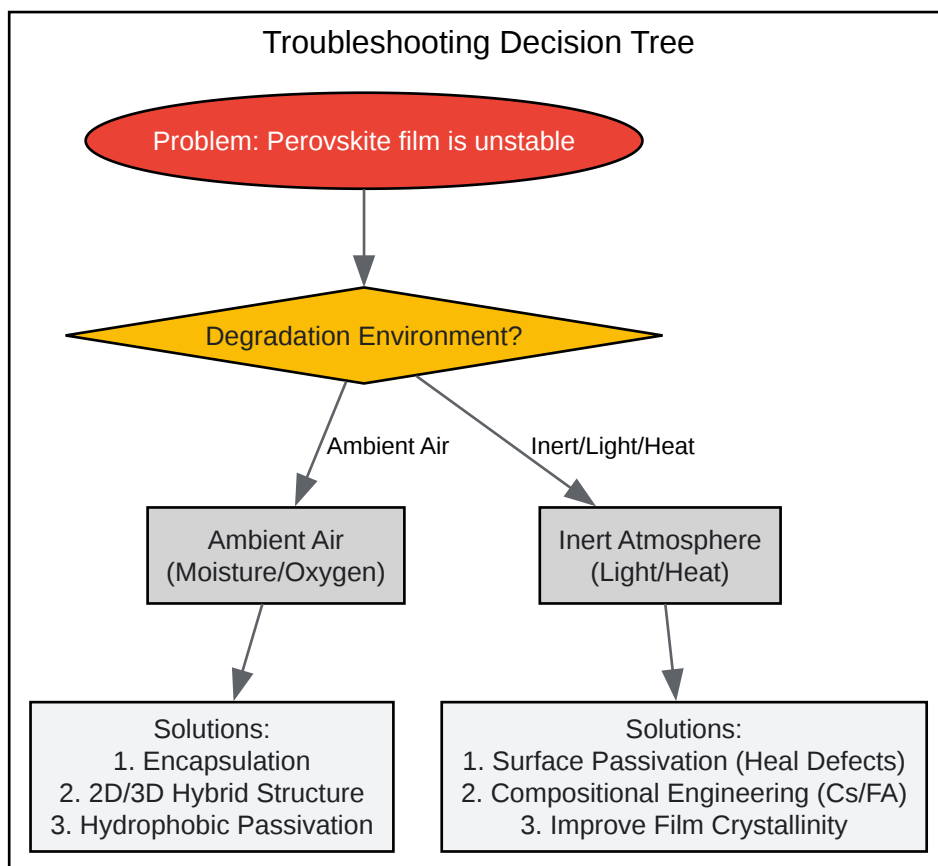 Troubleshooting Decision Tree
Problem: Perovskite film is unstable
Degradation Environment?
Ambient Air
Inert/Light/Heat
Ambient Air
(Moisture/Oxygen)
Inert Atmosphere
(Light/Heat)
Solutions:
1. Encapsulation
2. 2D/3D Hybrid Structure
3. Hydrophobic Passivation
Solutions:
1. Surface Passivation (Heal Defects)
2. Compositional Engineering (Cs/FA)
3. Improve Film Crystallinity